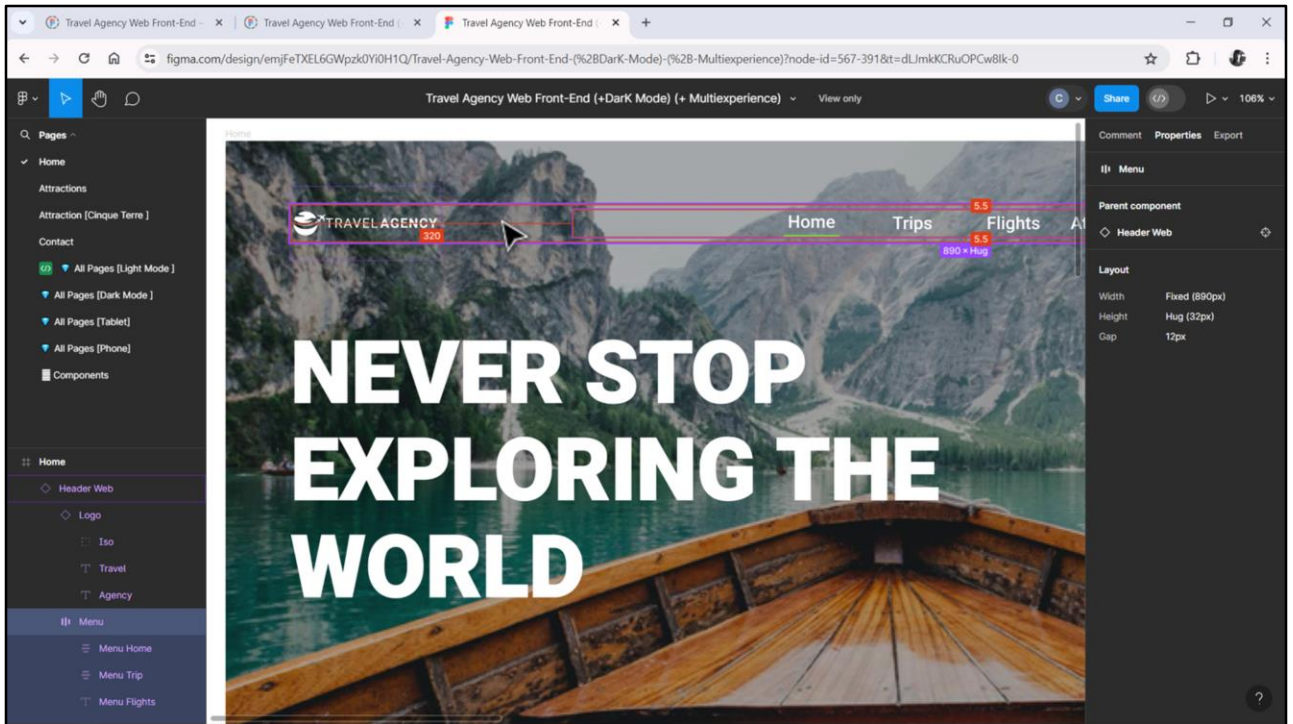 Travel Agency Web Front-End –
Travel Agency Web Front-End (
Travel Agency Web Front-End (
figma.com/design/emjFeTXEL6GWpzk0Yi0H1Q/Travel-Agency-Web-Front-End-(%2BDarK-Mode)-(%2B-Multiexperience)?node-id=567-391&t=dLJmkKCRuOPCw8Ik-0
Travel Agency Web Front-End (+DarK Mode) (+ Multiexperience)
View only
C
Share
106%
Pages
Home
Attractions
Attraction [Cinque Terre ]
Contact
All Pages [Light Mode ]
All Pages [Dark Mode ]
All Pages [Tablet]
All Pages [Phone]
Components
Home
Header Web
Logo
Iso
Travel
Agency
Menu
Menu Home
Menu Trip
Menu Flights
Home
TRAVELAGENCY
320
Home
Trips
Flights
At
5.5
5.5
890 × Hug
NEVER STOP
EXPLORING THE
WORLD
Comment Properties Export
Menu
Parent component
Header Web
Layout
Width Fixed (890px)
Height Hug (32px)
Gap 12px
?